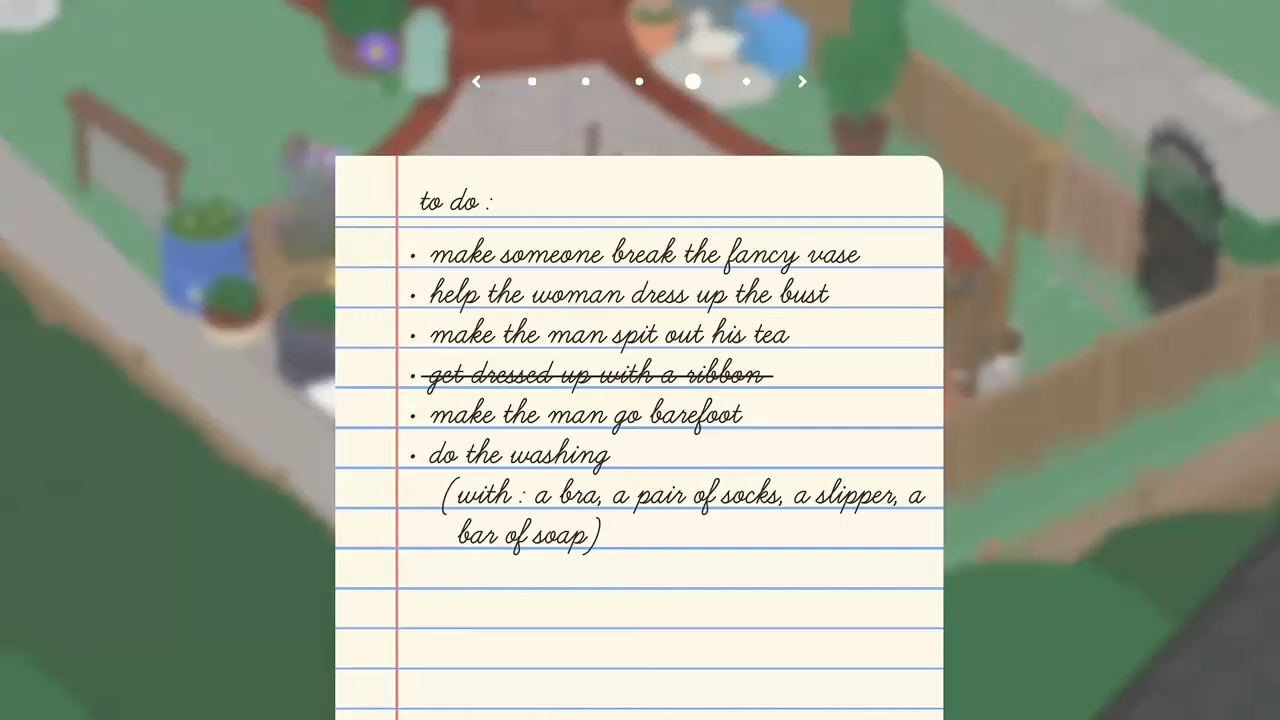 to do :
• make someone break the fancy vase
• help the woman dress up the bust
• make the man spit out his tea
• get dressed up with a ribbon
• make the man go barefoot
• do the washing
(with : a bra, a pair of socks, a slipper, a
bar of soap)